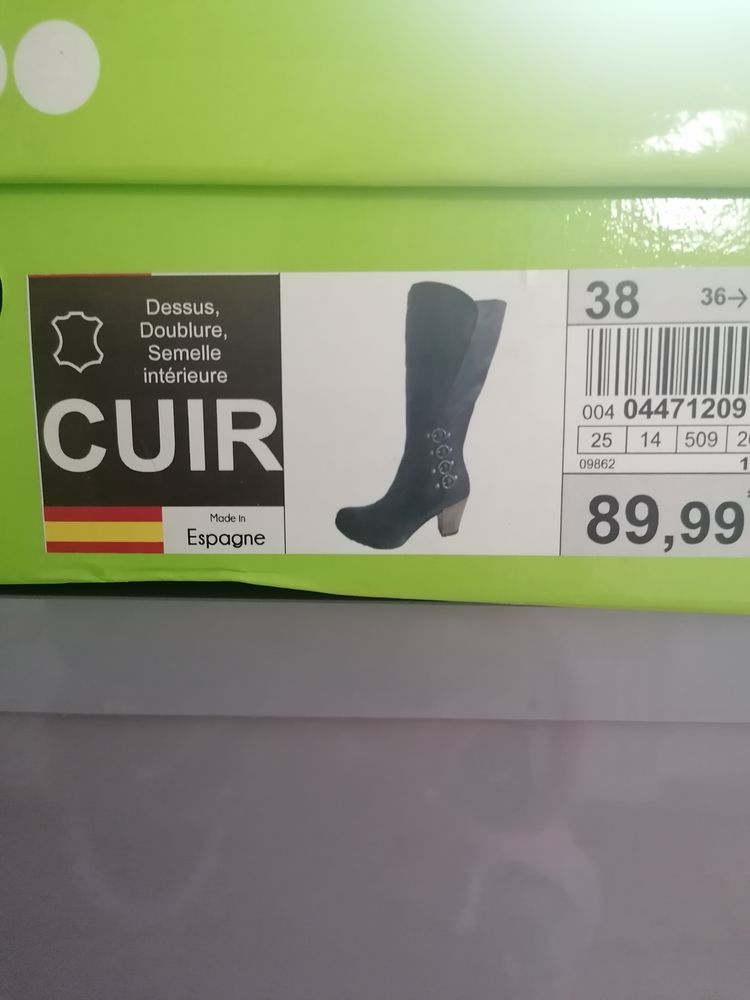 Dessus,
Doublure,
Semelle
intérieure
CUIR
Made in
Espagne
38 36→
004 04471209
25 14 509
09862
89,99